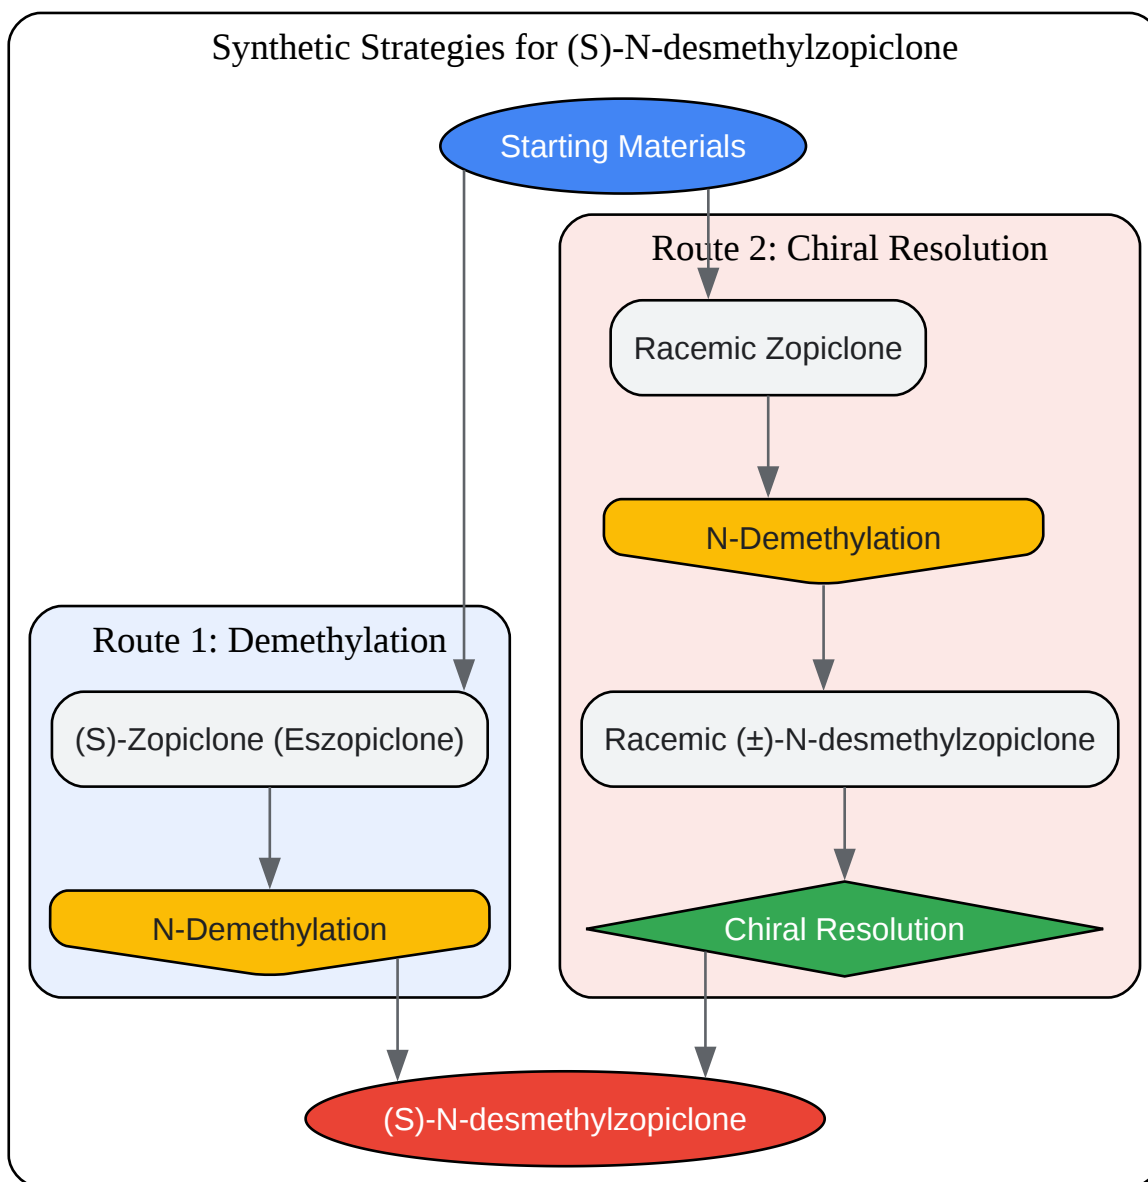 Synthetic Strategies for (S)-N-desmethylzopiclone
Starting Materials
Route 2: Chiral Resolution
Racemic Zopiclone
N-Demethylation
Racemic (±)-N-desmethylzopiclone
Chiral Resolution
Route 1: Demethylation
(S)-Zopiclone (Eszopiclone)
N-Demethylation
(S)-N-desmethylzopiclone